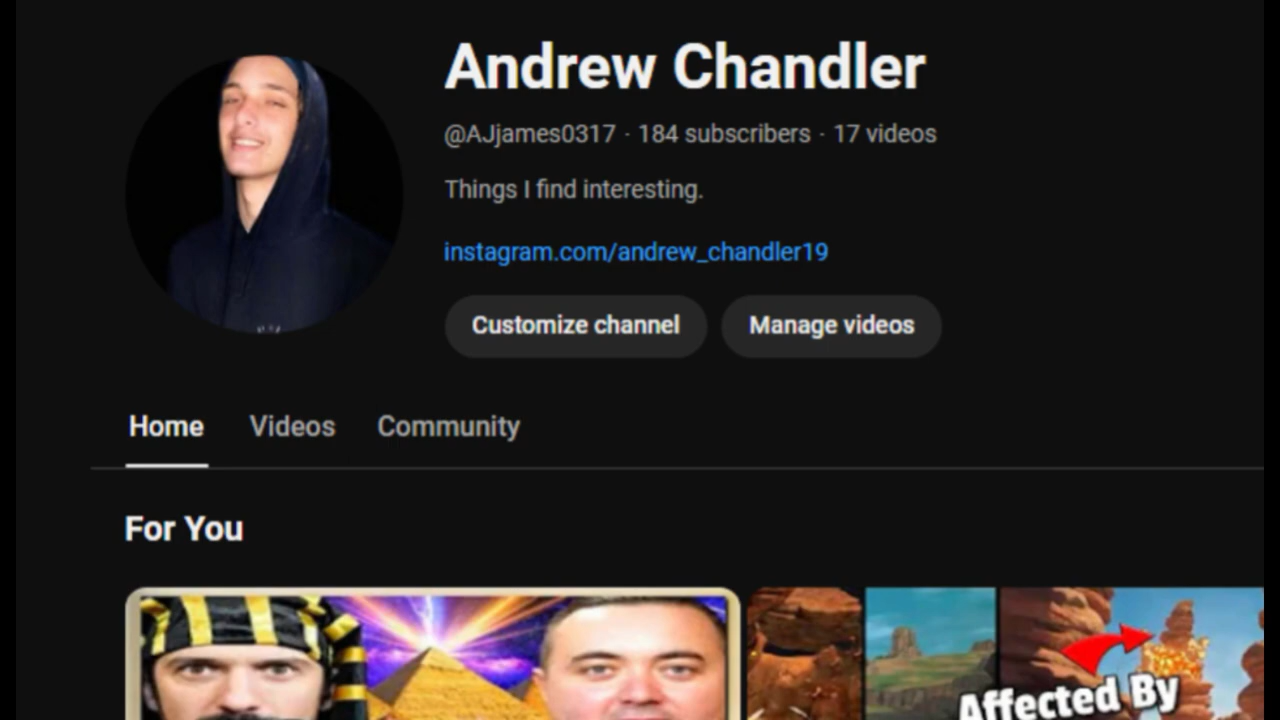 Andrew Chandler
@AJjames0317 · 184 subscribers · 17 videos
Things I find interesting.
instagram.com/andrew_chandler19
Customize channel Manage videos
Home Videos Community
For You
Affected By